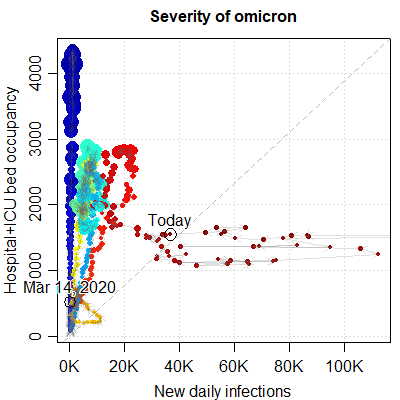 Severity of omicron
Hospital+ICU bed occupancy
4000
3000
2000
1000
0
Today
Mar 14, 2020
0K
20K
40K
60K
80K
100K
New daily infections